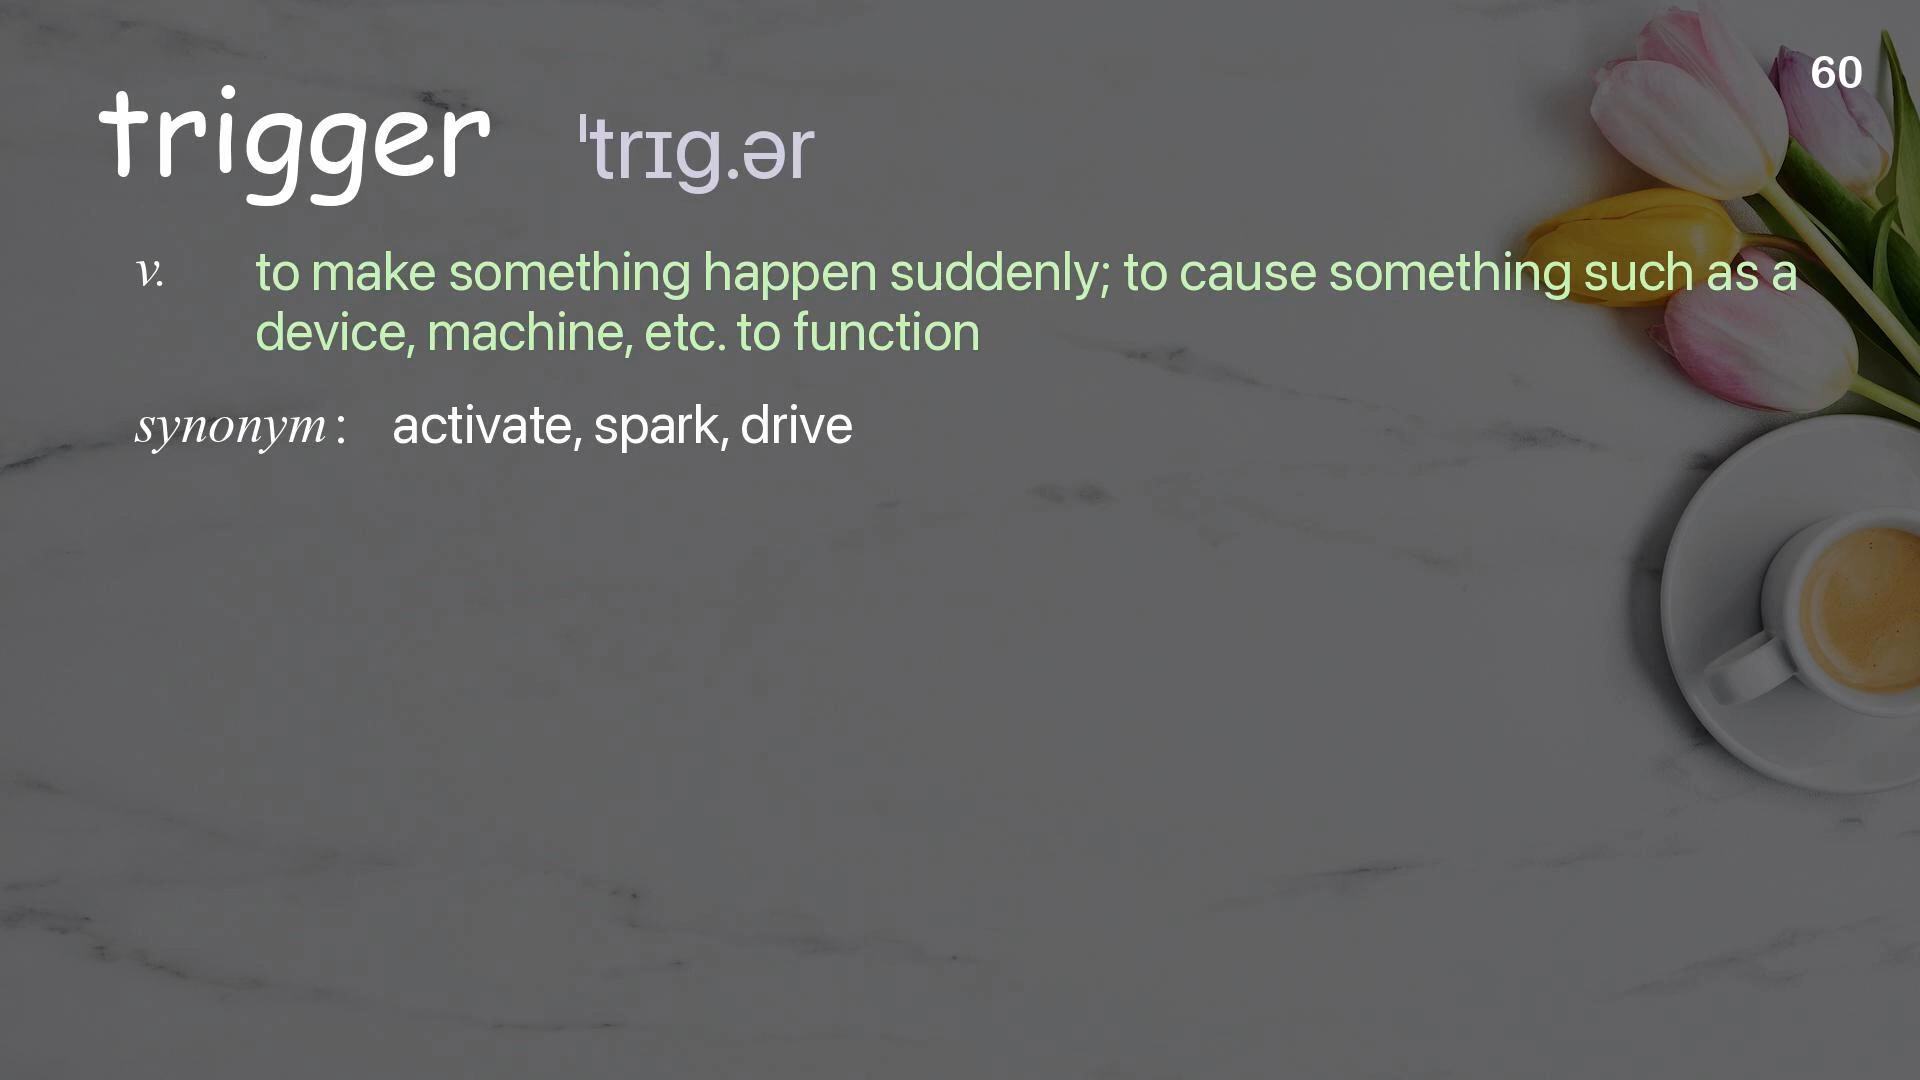 60
trigger ˈtrɪg.ər
v. to make something happen suddenly; to cause something such as a
device, machine, etc. to function
synonym: activate, spark, drive